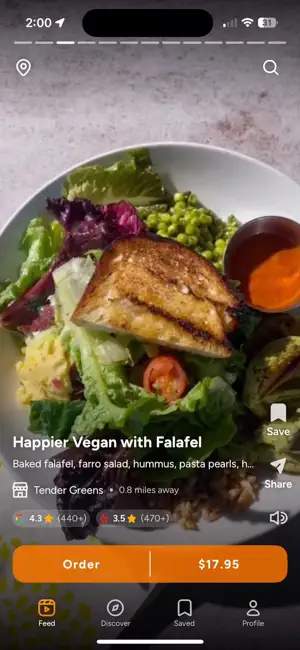 2:00
31
Happier Vegan with Falafel
Baked falafel, farro salad, hummus, pasta pearls, h...
Save
Tender Greens • 0.8 miles away
Share
4.3 (440+) 3.5 (470+)
Order $17.95
Feed Discover Saved Profile